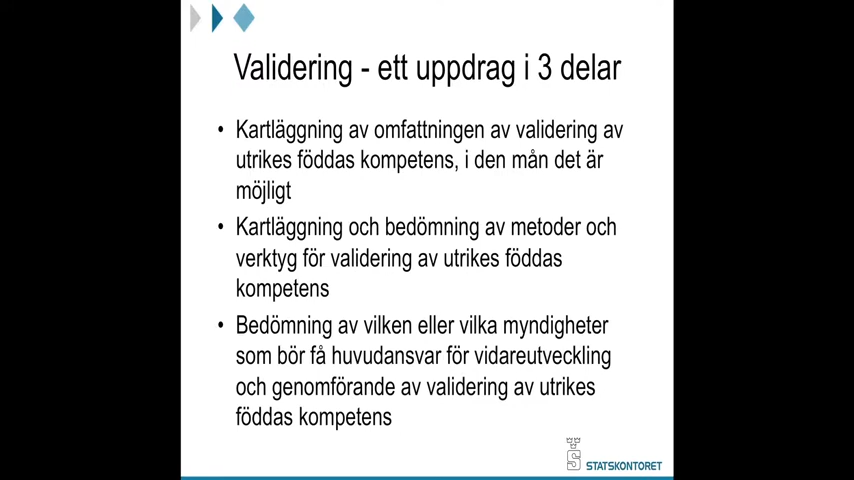 Validering - ett uppdrag i 3 delar
• Kartläggning av omfattningen av validering av
utrikes föddas kompetens, i den mån det är
möjligt
• Kartläggning och bedömning av metoder och
verktyg för validering av utrikes föddas
kompetens
• Bedömning av vilken eller vilka myndigheter
som bör få huvudansvar för vidareutveckling
och genomförande av validering av utrikes
föddas kompetens
STATSKONTORET